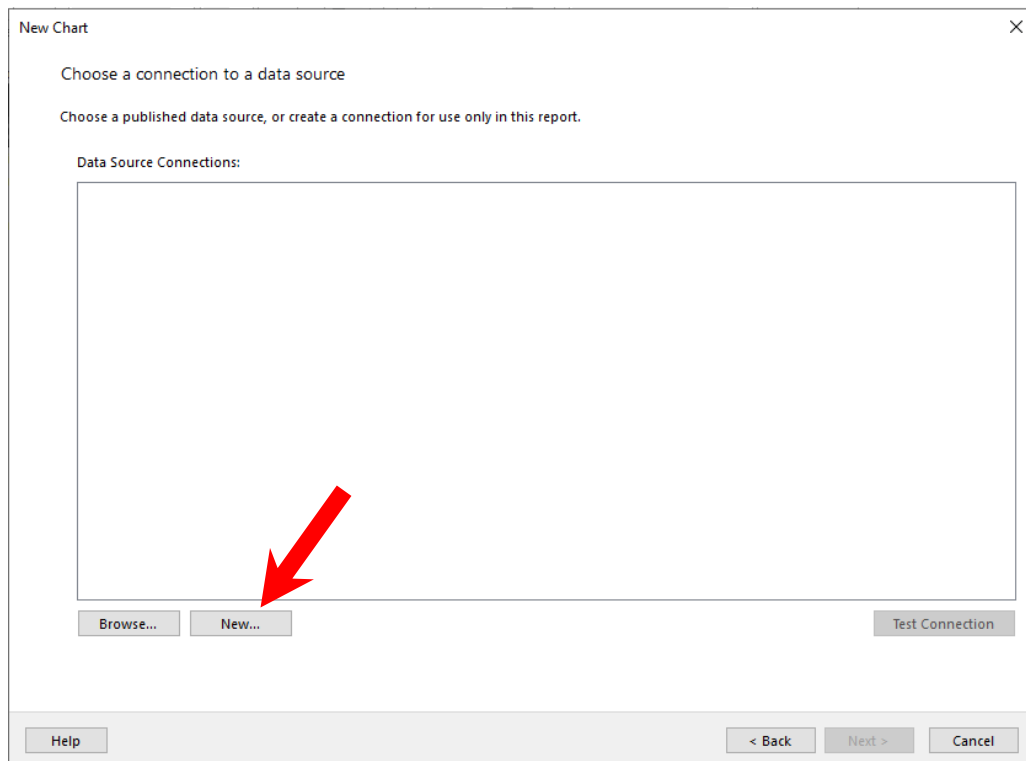 New Chart
Choose a connection to a data source
Choose a published data source, or create a connection for use only in this report.
Data Source Connections:
Browse...
New...
Test Connection
Help
< Back
Next >
Cancel